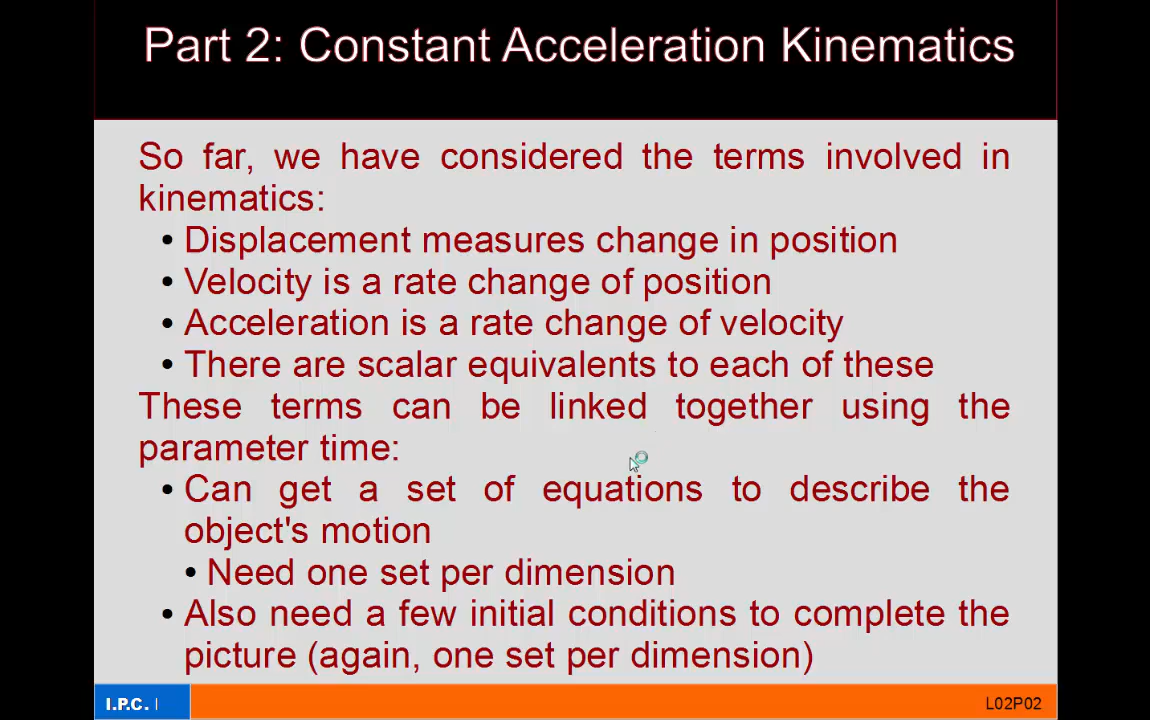 Part 2: Constant Acceleration Kinematics
So far, we have considered the terms involved in
kinematics:
• Displacement measures change in position
• Velocity is a rate change of position
• Acceleration is a rate change of velocity
• There are scalar equivalents to each of these
These terms can be linked together using the
parameter time:
• Can get a set of equations to describe the
object's motion
• Need one set per dimension
• Also need a few initial conditions to complete the
picture (again, one set per dimension)
I.P.C. |
L02P02